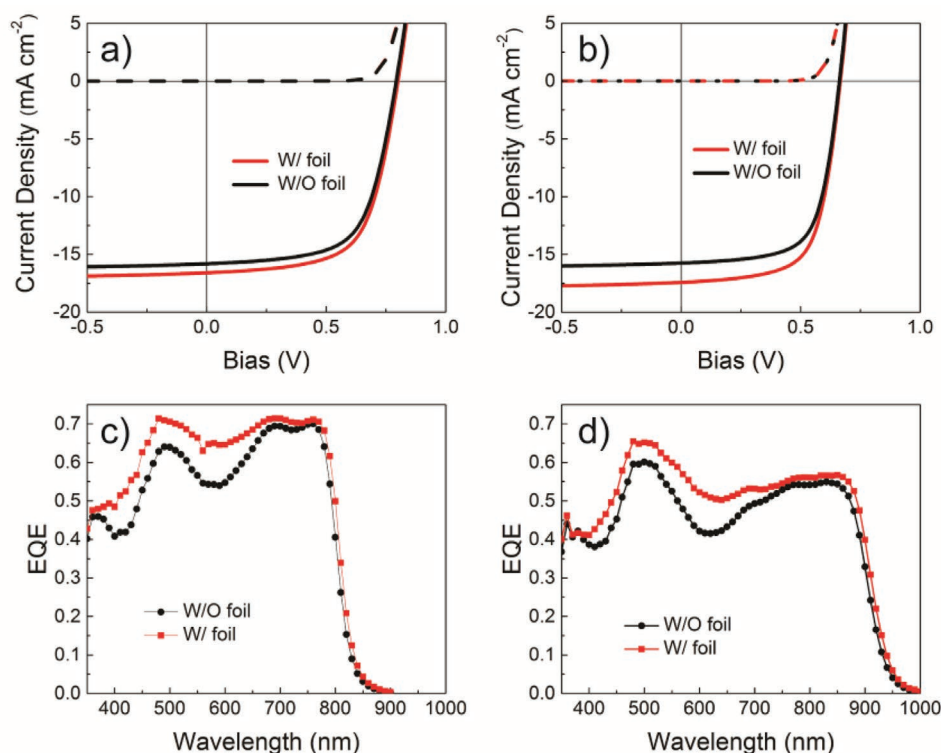 a)
Current Density (mA cm⁻²)
5
0
-5
-10
-15
-20
W/ foil
W/O foil
-0.5 0.0 0.5 1.0
Bias (V)
b)
Current Density (mA cm⁻²)
5
0
-5
-10
-15
-20
W/ foil
W/O foil
-0.5 0.0 0.5 1.0
Bias (V)
c)
EQE
0.7
0.6
0.5
0.4
0.3
0.2
0.1
0.0
W/O foil
W/ foil
400 500 600 700 800 900 1000
Wavelength (nm)
d)
EQE
0.7
0.6
0.5
0.4
0.3
0.2
0.1
0.0
W/O foil
W/ foil
400 500 600 700 800 900 1000
Wavelength (nm)